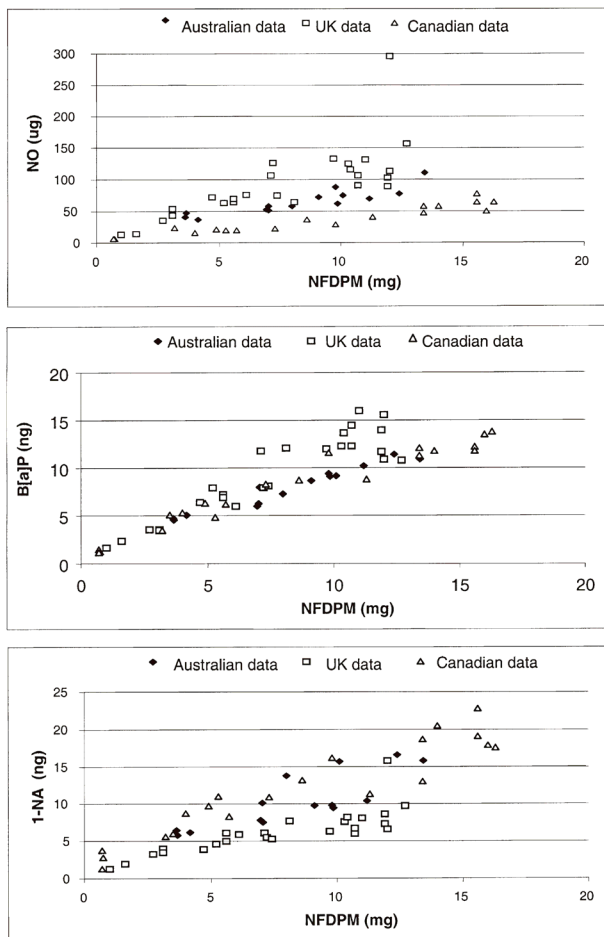 Australian data UK data Canadian data
300
250
200
150
100
50
0
NO (ug)
0 5 10 15 20
NFDPM (mg)
Australian data UK data Canadian data
20
15
10
5
0
B[a]P (ng)
0 5 10 15 20
NFDPM (mg)
Australian data UK data Canadian data
25
20
15
10
5
0
1-NA (ng)
0 5 10 15 20
NFDPM (mg)